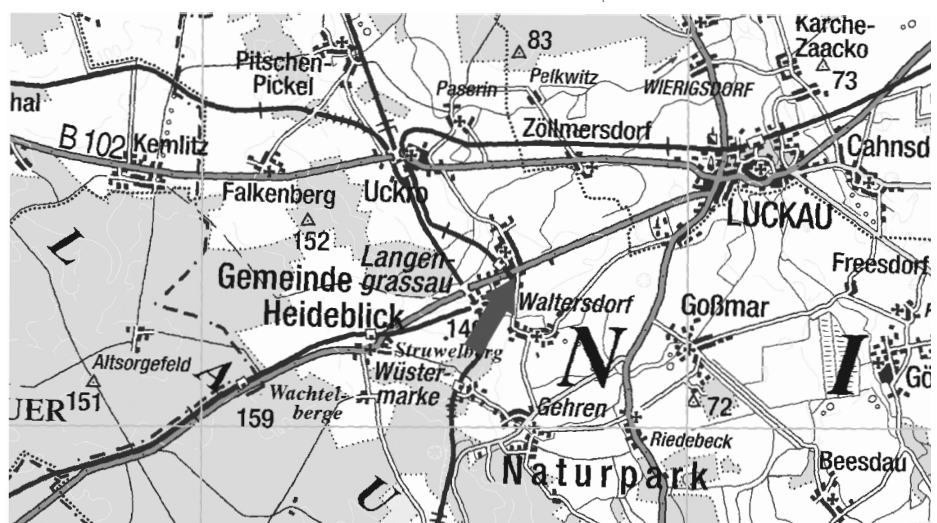 Karche-
Zaacko
83
73
Pitschen-
Pickel
Pelkwitz
Paserin
WIERIGSDORF
hal
B 102
Kemlitz
Zöllmersdorf
Cahnsd
Falkenberg
Uckro
LUCKAU
152
L
Langen-
grassau
Gemeinde
Heideblick
Freesdorf
Waltersdorf
Goßmar
14
N
I
Struwelberg
Altsorgefeld
A
Wüster-
marke
Wachtel-
berge
Gö
UER
151
159
Gehren
72
Riedebeck
Naturpark
Beesdau
U